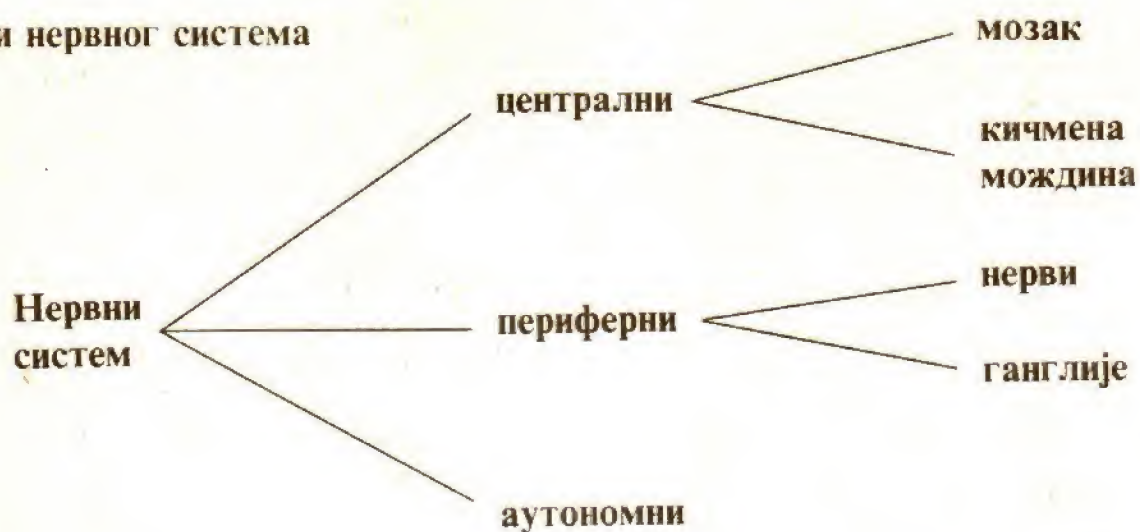 и нервног система
мозак
централни
кичмена
мождина
Нервни
систем
нерви
периферни
ганглије
аутономни